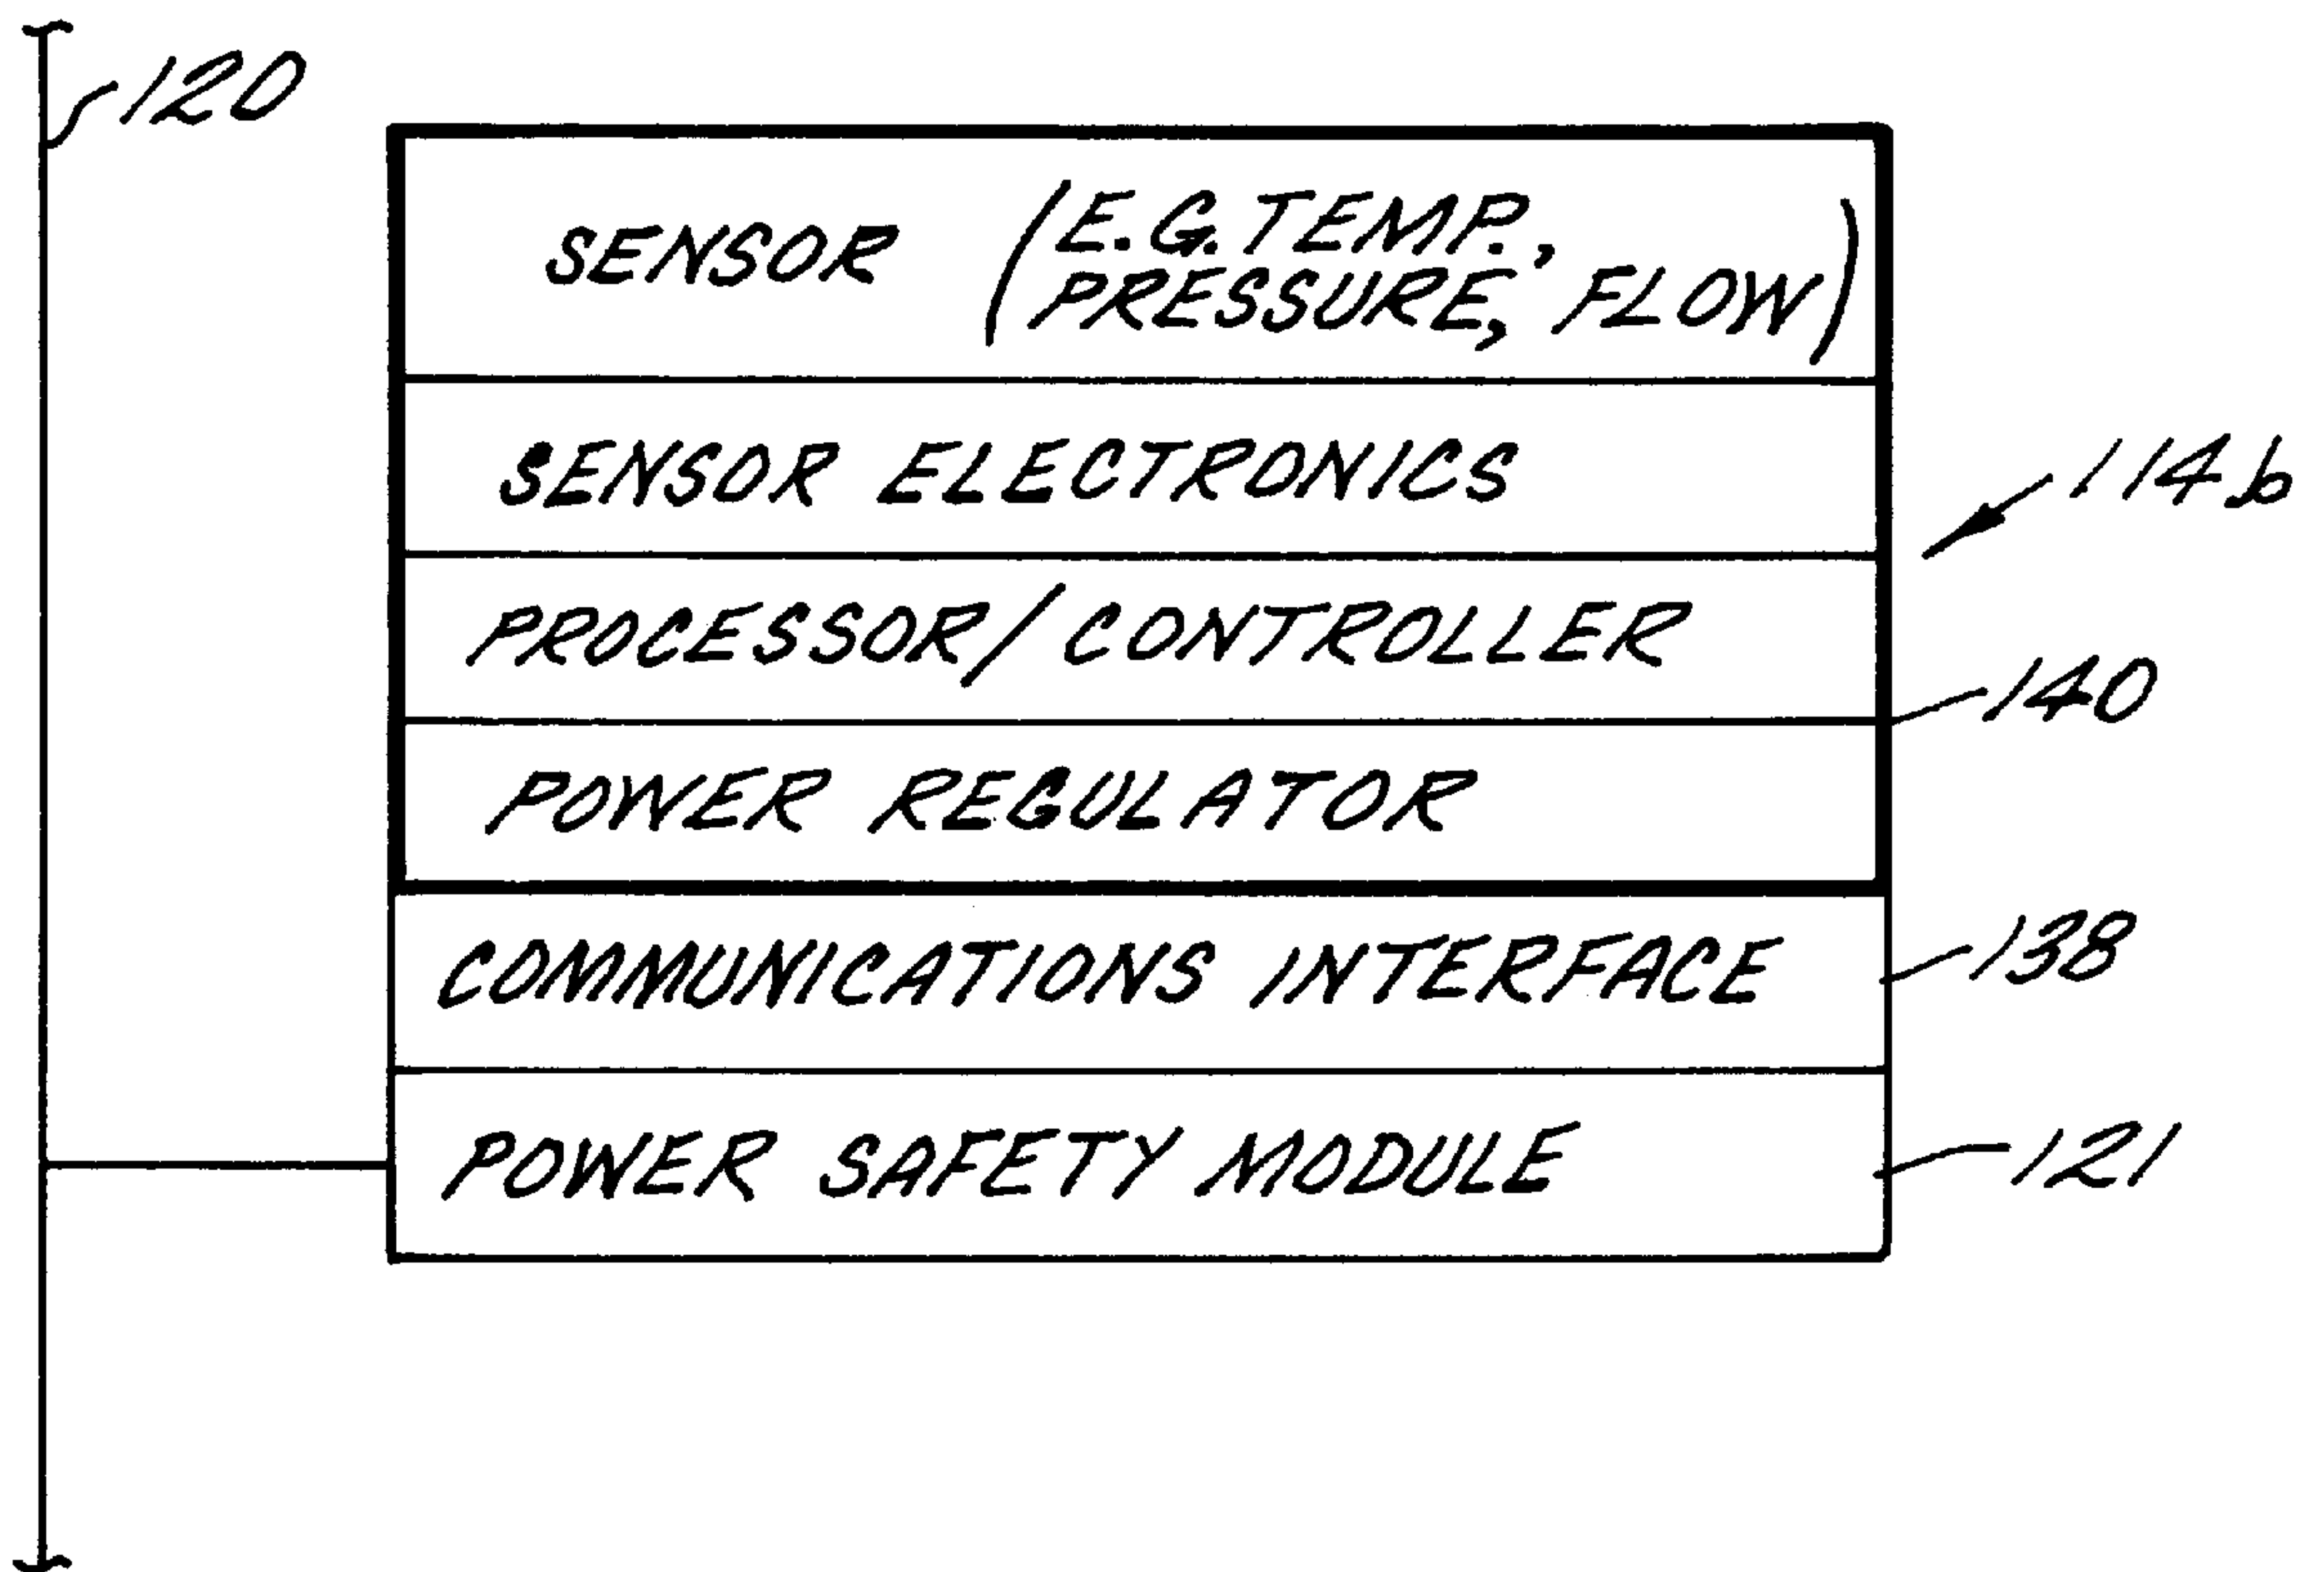 120
SENSOR (E.G. TEMP.,
PRESSURE, FLOW)
SENSOR ELECTRONICS
114b
PROCESSOR/CONTROLLER
140
POWER REGULATOR
COMMUNICATIONS INTERFACE
138
POWER SAFETY MODULE
121